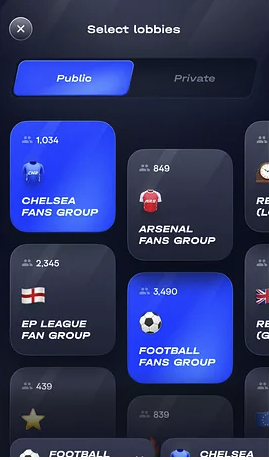 Select lobbies
Public
Private
1,034
CHELSEA
FANS GROUP
849
ARSENAL
FANS GROUP
2,345
EP LEAGUE
FAN GROUP
3,490
FOOTBALL
FANS GROUP
439
839
RE
(L
RE
(G
FOOTBALL
CHELSEA